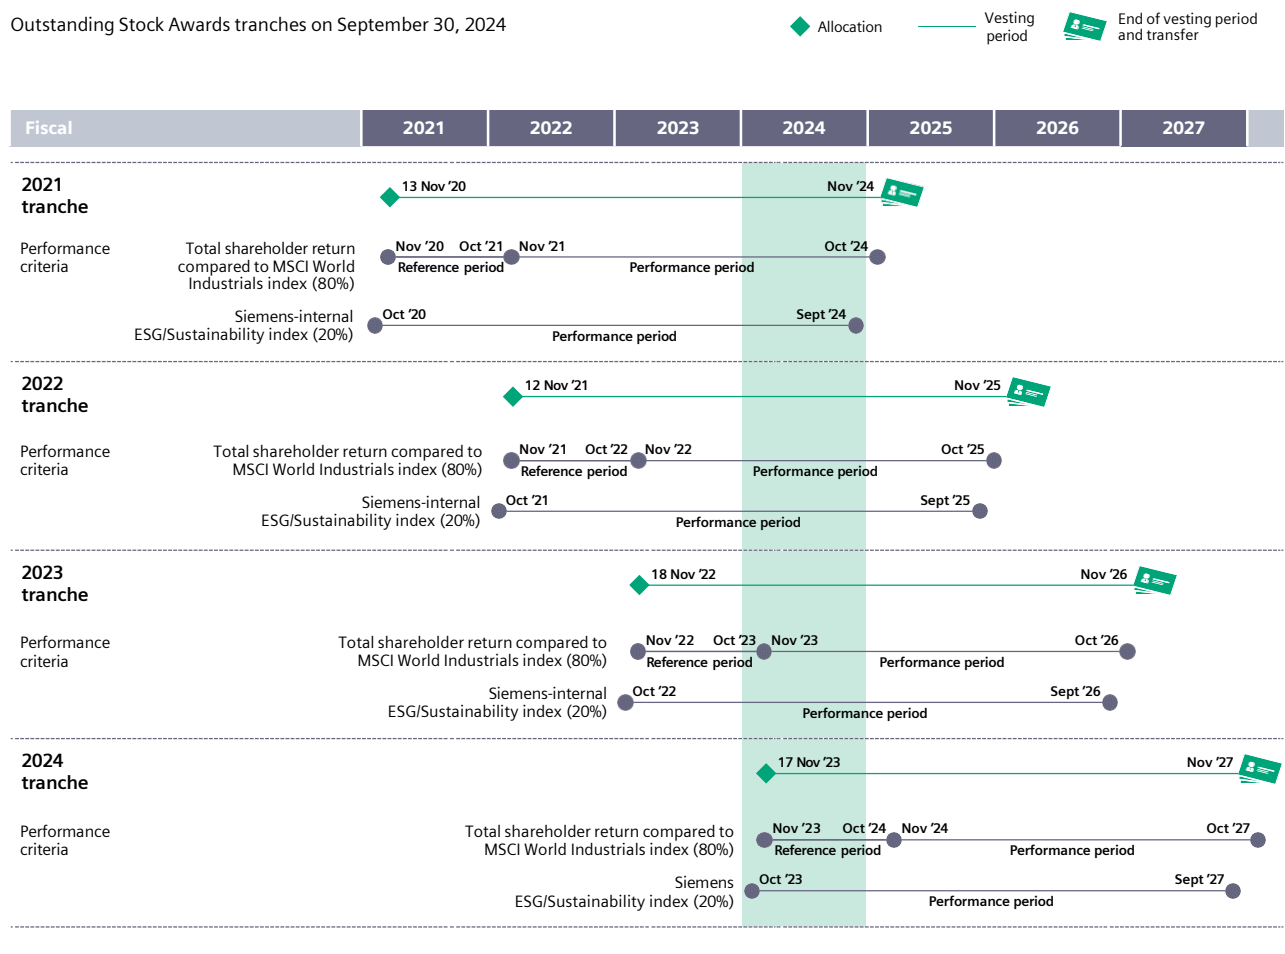 Outstanding Stock Awards tranches on September 30, 2024
Allocation
Vesting
period
End of vesting period
and transfer
Fiscal 2021 2022 2023 2024 2025 2026 2027
2021
tranche
13 Nov ’20 Nov ’24
Performance
criteria
Total shareholder return
compared to MSCI World
Industrials index (80%)
Nov ’20 Oct ’21 Nov ’21 Oct ’24
Reference period Performance period
Siemens-internal
ESG/Sustainability index (20%)
Oct ’20 Sept ’24
Performance period
2022
tranche
12 Nov ’21 Nov ’25
Performance
criteria
Total shareholder return compared to
MSCI World Industrials index (80%)
Nov ’21 Oct ’22 Nov ’22 Oct ’25
Reference period Performance period
Siemens-internal
ESG/Sustainability index (20%)
Oct ’21 Sept ’25
Performance period
2023
tranche
18 Nov ’22 Nov ’26
Performance
criteria
Total shareholder return compared to
MSCI World Industrials index (80%)
Nov ’22 Oct ’23 Nov ’23 Oct ’26
Reference period Performance period
Siemens-internal
ESG/Sustainability index (20%)
Oct ’22 Sept ’26
Performance period
2024
tranche
17 Nov ’23 Nov ’27
Performance
criteria
Total shareholder return compared to
MSCI World Industrials index (80%)
Nov ’23 Oct ’24 Nov ’24 Oct ’27
Reference period Performance period
Siemens
ESG/Sustainability index (20%)
Oct ’23 Sept ’27
Performance period